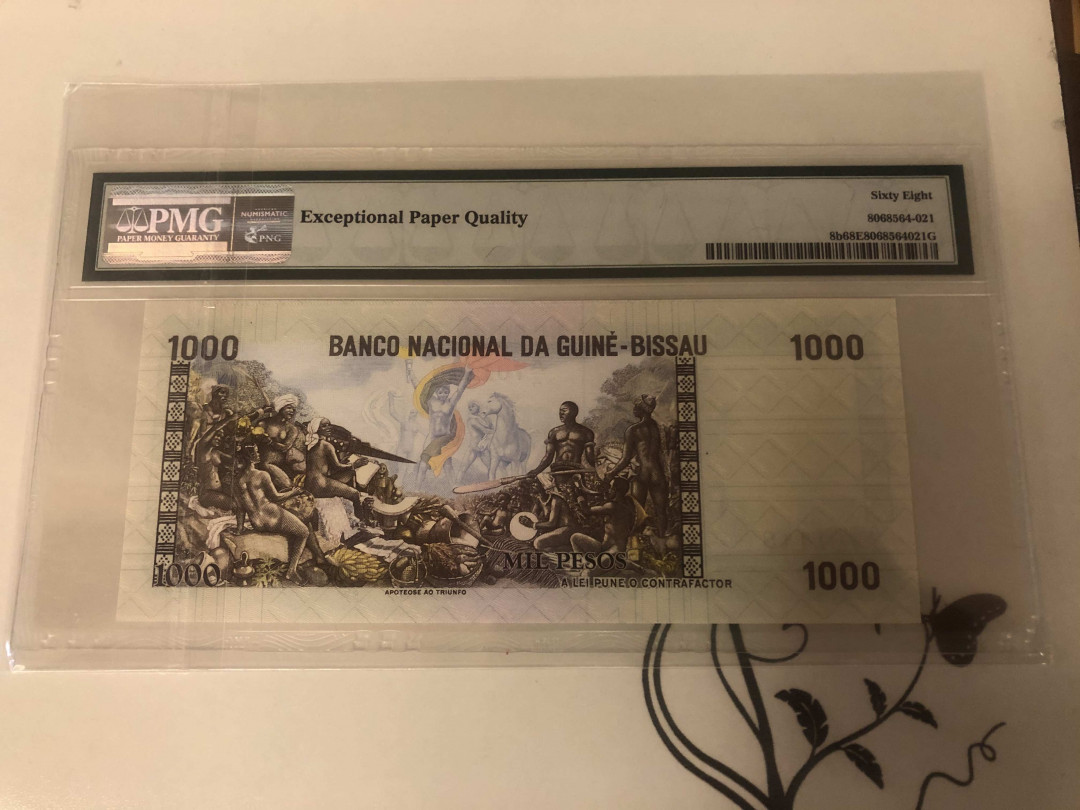 PMG
PAPER MONEY GUARANTY
NUMISMATIC
PNG
Exceptional Paper Quality
Sixty Eight
8068564-021
8b68E8068564021G
1000
BANCO NACIONAL DA GUINÉ-BISSAU
1000
1000
MIL PESOS
1000
A LEI PUNE O CONTRAFACTOR
APOTEOSE AO TRIUNFO